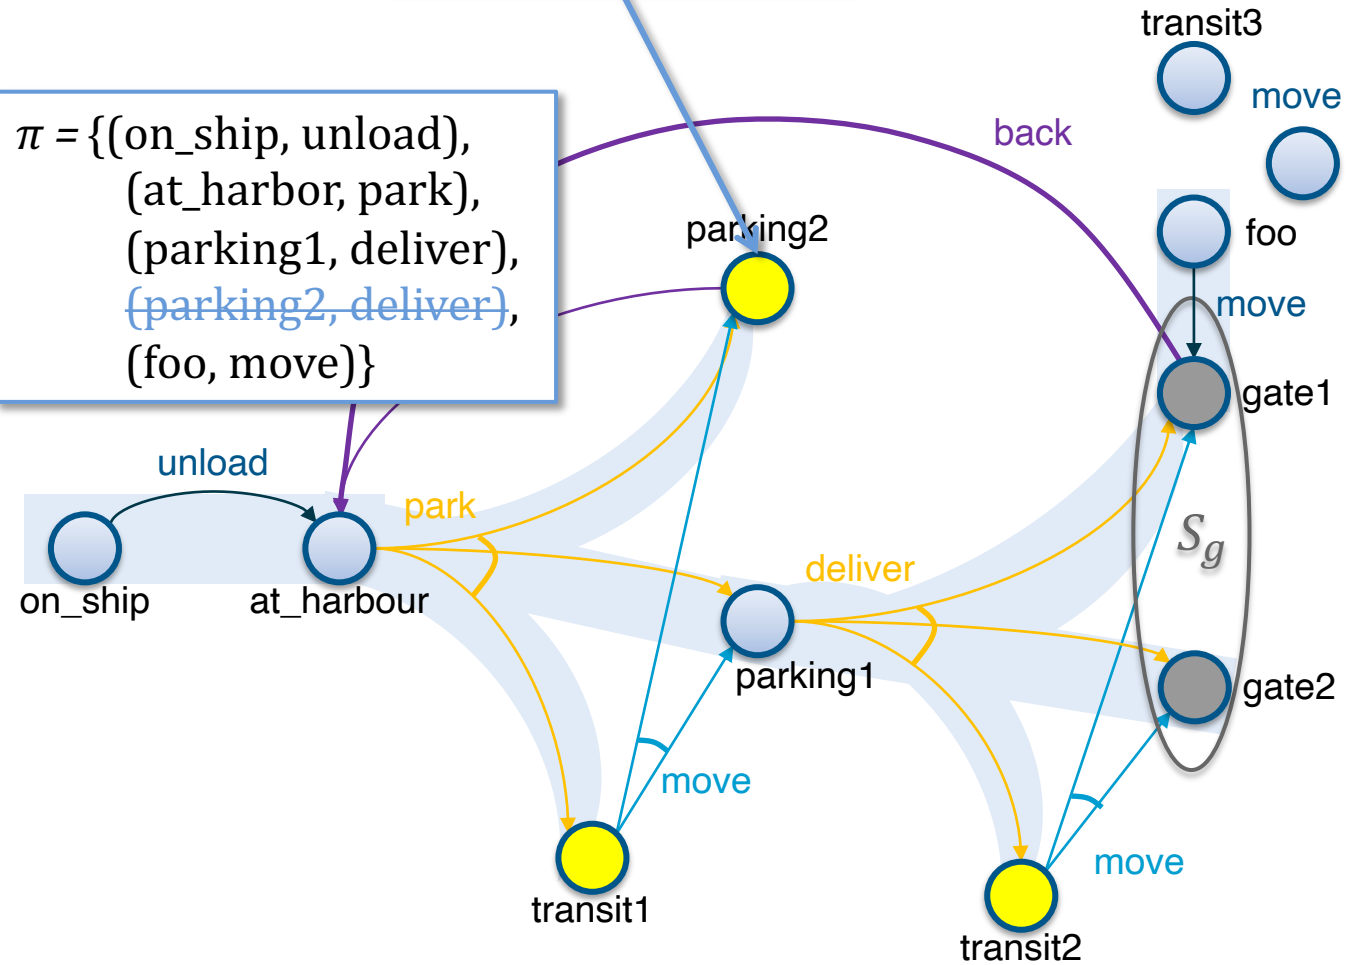 transit3
move
π = {(on_ship, unload),
(at_harbor, park),
(parking1, deliver),
(parking2, deliver),
(foo, move)}
back
parking2
foo
move
gate1
unload
park
S_g
deliver
on_ship
at_harbour
parking1
gate2
move
move
transit1
transit2